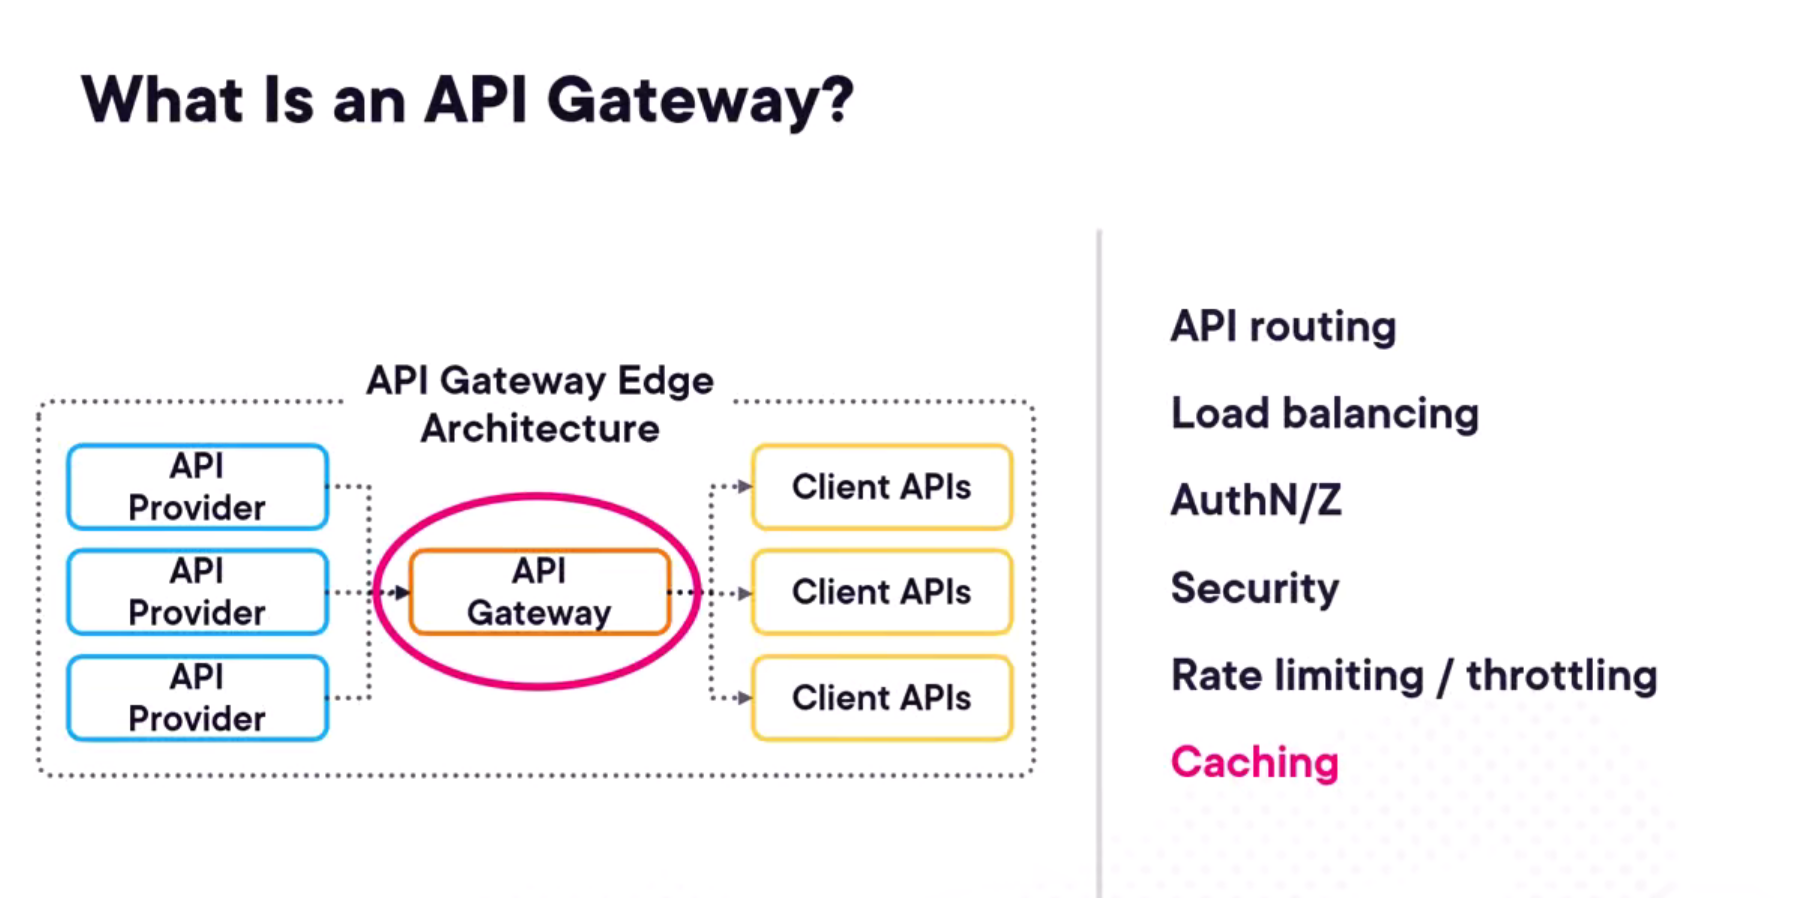 What Is an API Gateway?
API Gateway Edge
Architecture
API
Provider
API
Provider
API
Provider
API
Gateway
Client APIs
Client APIs
Client APIs
API routing
Load balancing
AuthN/Z
Security
Rate limiting / throttling
Caching